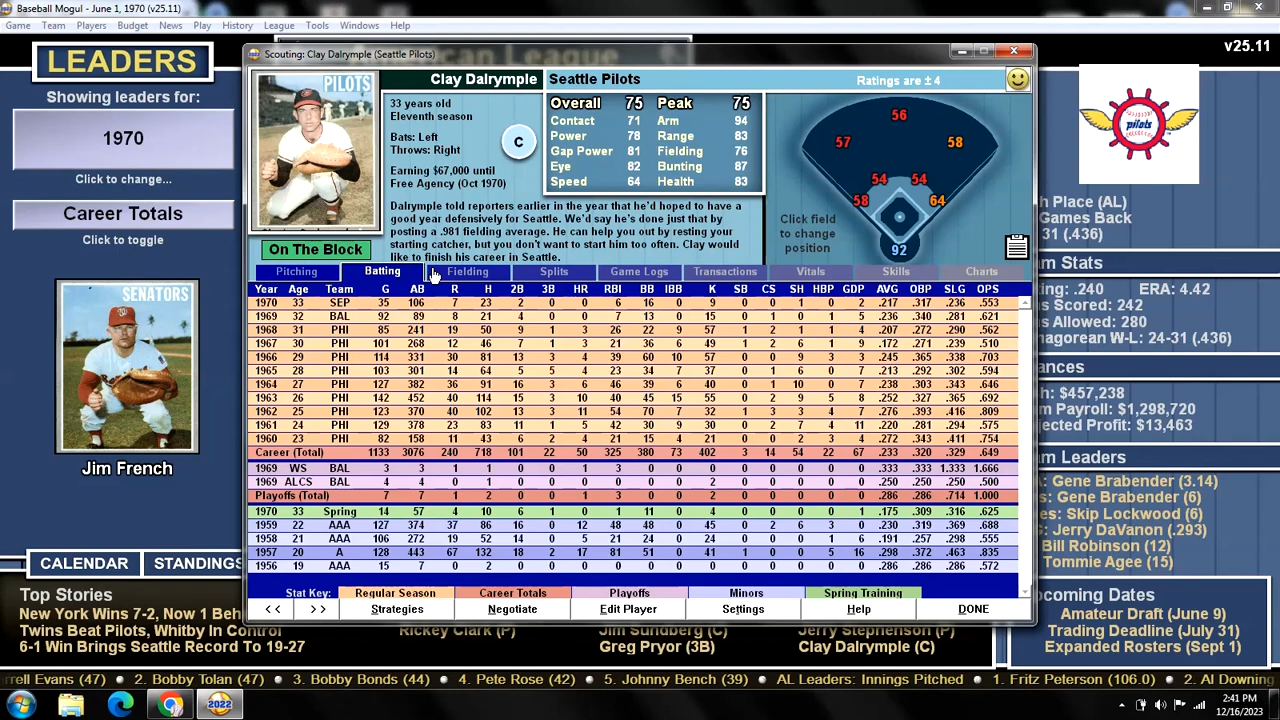 Baseball Mogul - June 1, 1970 (v25.11)
Game Team Players Budget News Play History League Tools Windows Help
LEADERS
Showing leaders for:
1970
Click to change...
Career Totals
Click to toggle
SENATORS
Jim French
CALENDAR STANDINGS
Top Stories
New York Wins 7-2, Now 1 Beh
Twins Beat Pilots, Whitby In Control
6-1 Win Brings Seattle Record To 19-27
American League
v25.11
Scouting: Clay Dalrymple (Seattle Pilots)
PILOTS
Clay Dalrymple
Seattle Pilots
Ratings are ± 4
33 years old
Eleventh season
Bats: Left
Throws: Right
Earning $67,000 until
Free Agency (Oct 1970)
C
Overall 75 Peak 75
Contact 71 Arm 94
Power 78 Range 83
Gap Power 81 Fielding 76
Eye 82 Bunting 87
Speed 64 Health 83
Dalrymple told reporters earlier in the year that he'd hoped to have a
good year defensively for Seattle. We'd say he's done just that by
posting a .981 fielding average. He can help you out by resting your
starting catcher, but you don't want to start him too often. Clay would
like to finish his career in Seattle.
On The Block
56
57 58
54 54
58 64
92
Click field
to change
position
Pitching Batting Fielding Splits Game Logs Transactions Vitals Skills Charts
Year Age Team G AB R H 2B 3B HR RBI BB IBB K SB CS SH HBP GDP AVG OBP SLG OPS
1970 33 SEP 35 106 7 23 2 0 0 6 16 0 9 0 0 1 0 2 .217 .317 .236 .553
1969 32 BAL 92 89 8 21 4 0 0 7 13 0 15 1 0 1 1 5 .236 .340 .281 .621
1968 31 PHI 85 241 19 50 9 1 3 26 22 9 57 1 2 1 1 4 .207 .272 .290 .562
1967 30 PHI 101 268 12 46 7 1 3 21 36 6 49 1 2 6 1 9 .172 .271 .239 .510
1966 29 PHI 114 331 30 81 13 3 4 39 60 10 57 0 0 9 3 3 .245 .365 .338 .703
1965 28 PHI 103 301 14 64 5 5 4 23 34 7 37 0 1 6 0 7 .213 .292 .302 .594
1964 27 PHI 127 382 36 91 16 3 6 46 39 6 40 0 1 10 2 8 .238 .303 .343 .646
1963 26 PHI 142 452 40 114 15 3 10 40 45 15 55 0 2 9 5 8 .252 .327 .365 .692
1962 25 PHI 123 370 40 102 13 3 11 54 70 7 32 1 3 3 4 7 .276 .393 .416 .809
1961 24 PHI 129 378 23 83 11 1 5 42 30 9 30 0 2 7 4 11 .220 .281 .294 .575
1960 23 PHI 82 158 11 43 6 2 4 21 15 4 21 0 0 1 1 3 .272 .343 .411 .754
Career (Total) 1133 3076 240 718 101 22 50 325 380 73 402 3 14 54 22 67 .233 .320 .329 .649
1969 WS BAL 3 3 1 1 0 0 1 3 0 0 0 0 0 0 0 0 .333 .333 1.333 1.666
1969 ALCS BAL 4 4 0 1 0 0 0 0 0 0 2 0 0 0 0 0 .250 .250 .250 .500
Playoffs (Total) 7 7 1 2 0 0 1 3 0 0 2 0 0 0 0 0 .286 .286 .714 1.000
1970 33 Spring 14 57 4 10 6 1 0 5 11 0 4 0 0 0 0 1 .175 .309 .316 .625
1959 22 AAA 127 374 37 86 16 0 12 48 48 0 45 0 2 6 3 3 .230 .319 .369 .688
1958 21 AAA 106 272 19 52 14 0 5 21 24 0 24 0 0 0 1 6 .191 .257 .298 .555
1957 20 A 128 443 67 132 18 2 17 81 51 0 41 1 0 0 5 16 .298 .372 .463 .835
1956 19 AAA 15 7 0 2 0 0 0 0 0 0 0 0 0 0 0 0 .286 .286 .286 .572
Stat Key: Regular Season Career Totals Playoffs Minors Spring Training
<< >> Strategies Negotiate Edit Player Settings Help DONE
Rickey Clark (P) Jim Sundberg (C) Jerry Stephenson (P)
Greg Pryor (3B) Clay Dalrymple (C)
pilots
h Place (AL)
Games Back
31 (.436)
am Stats
ing: .240 ERA: 4.42
s Scored: 242
s Allowed: 280
hagorean W-L: 24-31 (.436)
ances
$457,238
m Payroll: $1,298,720
jected Profit: $13,463
am Leaders
A: Gene Brabender (3.14)
s: Gene Brabender (6)
es: Skip Lockwood (6)
G: Jerry DaVanon (.293)
Bill Robinson (12)
Tommie Agee (15)
pcoming Dates
Amateur Draft (June 9)
Trading Deadline (July 31)
Expanded Rosters (Sept 1)
rrell Evans (47) 2. Bobby Tolan (47) 3. Bobby Bonds (44) 4. Pete Rose (42) 5. Johnny Bench (39) AL Leaders: Innings Pitched 1. Fritz Peterson (106.0) 2. Al Downing
2022
2:41 PM
12/16/2023